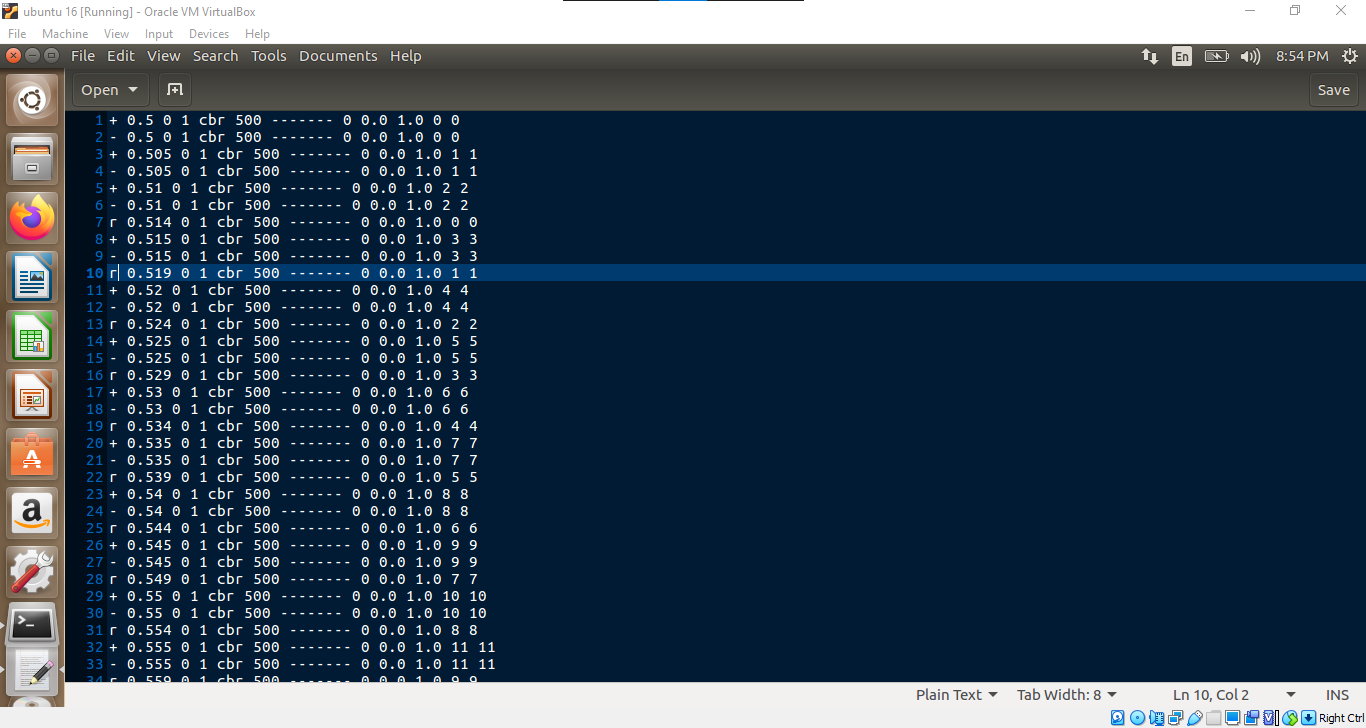 ubuntu 16 [Running] - Oracle VM VirtualBox
File Machine View Input Devices Help
File Edit View Search Tools Documents Help En 8:54 PM
Open Save
1 + 0.5 0 1 cbr 500 ------- 0 0.0 1.0 0 0
2 - 0.5 0 1 cbr 500 ------- 0 0.0 1.0 0 0
3 + 0.505 0 1 cbr 500 ------- 0 0.0 1.0 1 1
4 - 0.505 0 1 cbr 500 ------- 0 0.0 1.0 1 1
5 + 0.51 0 1 cbr 500 ------- 0 0.0 1.0 2 2
6 - 0.51 0 1 cbr 500 ------- 0 0.0 1.0 2 2
7 r 0.514 0 1 cbr 500 ------- 0 0.0 1.0 0 0
8 + 0.515 0 1 cbr 500 ------- 0 0.0 1.0 3 3
9 - 0.515 0 1 cbr 500 ------- 0 0.0 1.0 3 3
10 r 0.519 0 1 cbr 500 ------- 0 0.0 1.0 1 1
11 + 0.52 0 1 cbr 500 ------- 0 0.0 1.0 4 4
12 - 0.52 0 1 cbr 500 ------- 0 0.0 1.0 4 4
13 r 0.524 0 1 cbr 500 ------- 0 0.0 1.0 2 2
14 + 0.525 0 1 cbr 500 ------- 0 0.0 1.0 5 5
15 - 0.525 0 1 cbr 500 ------- 0 0.0 1.0 5 5
16 r 0.529 0 1 cbr 500 ------- 0 0.0 1.0 3 3
17 + 0.53 0 1 cbr 500 ------- 0 0.0 1.0 6 6
18 - 0.53 0 1 cbr 500 ------- 0 0.0 1.0 6 6
19 r 0.534 0 1 cbr 500 ------- 0 0.0 1.0 4 4
20 + 0.535 0 1 cbr 500 ------- 0 0.0 1.0 7 7
21 - 0.535 0 1 cbr 500 ------- 0 0.0 1.0 7 7
22 r 0.539 0 1 cbr 500 ------- 0 0.0 1.0 5 5
23 + 0.54 0 1 cbr 500 ------- 0 0.0 1.0 8 8
24 - 0.54 0 1 cbr 500 ------- 0 0.0 1.0 8 8
25 r 0.544 0 1 cbr 500 ------- 0 0.0 1.0 6 6
26 + 0.545 0 1 cbr 500 ------- 0 0.0 1.0 9 9
27 - 0.545 0 1 cbr 500 ------- 0 0.0 1.0 9 9
28 r 0.549 0 1 cbr 500 ------- 0 0.0 1.0 7 7
29 + 0.55 0 1 cbr 500 ------- 0 0.0 1.0 10 10
30 - 0.55 0 1 cbr 500 ------- 0 0.0 1.0 10 10
31 r 0.554 0 1 cbr 500 ------- 0 0.0 1.0 8 8
32 + 0.555 0 1 cbr 500 ------- 0 0.0 1.0 11 11
33 - 0.555 0 1 cbr 500 ------- 0 0.0 1.0 11 11
34 r 0.559 0 1 cbr 500 ------- 0 0.0 1.0 9 9
Plain Text Tab Width: 8 Ln 10, Col 2 INS
Right Ctrl